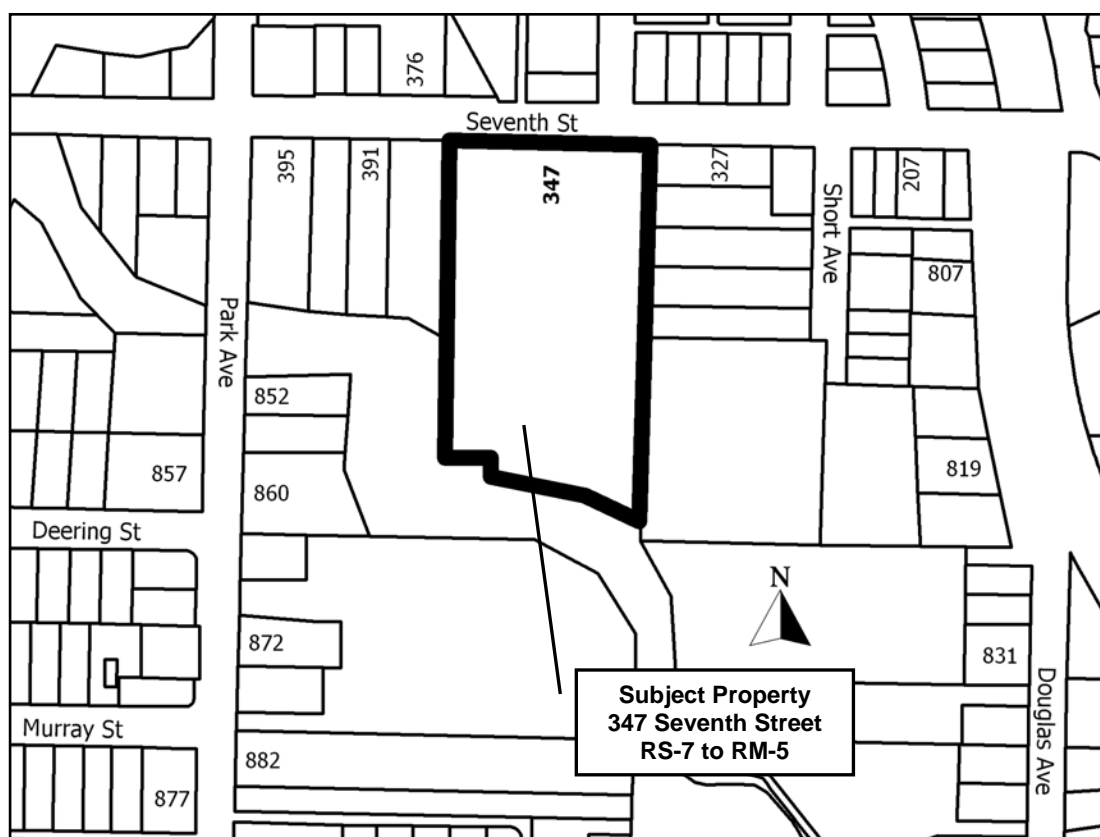 376
Seventh St
395
391
347
327
207
Short Ave
807
Park Ave
852
857
860
819
Deering St
N
872
831
Subject Property
347 Seventh Street
RS-7 to RM-5
Douglas Ave
Murray St
882
877